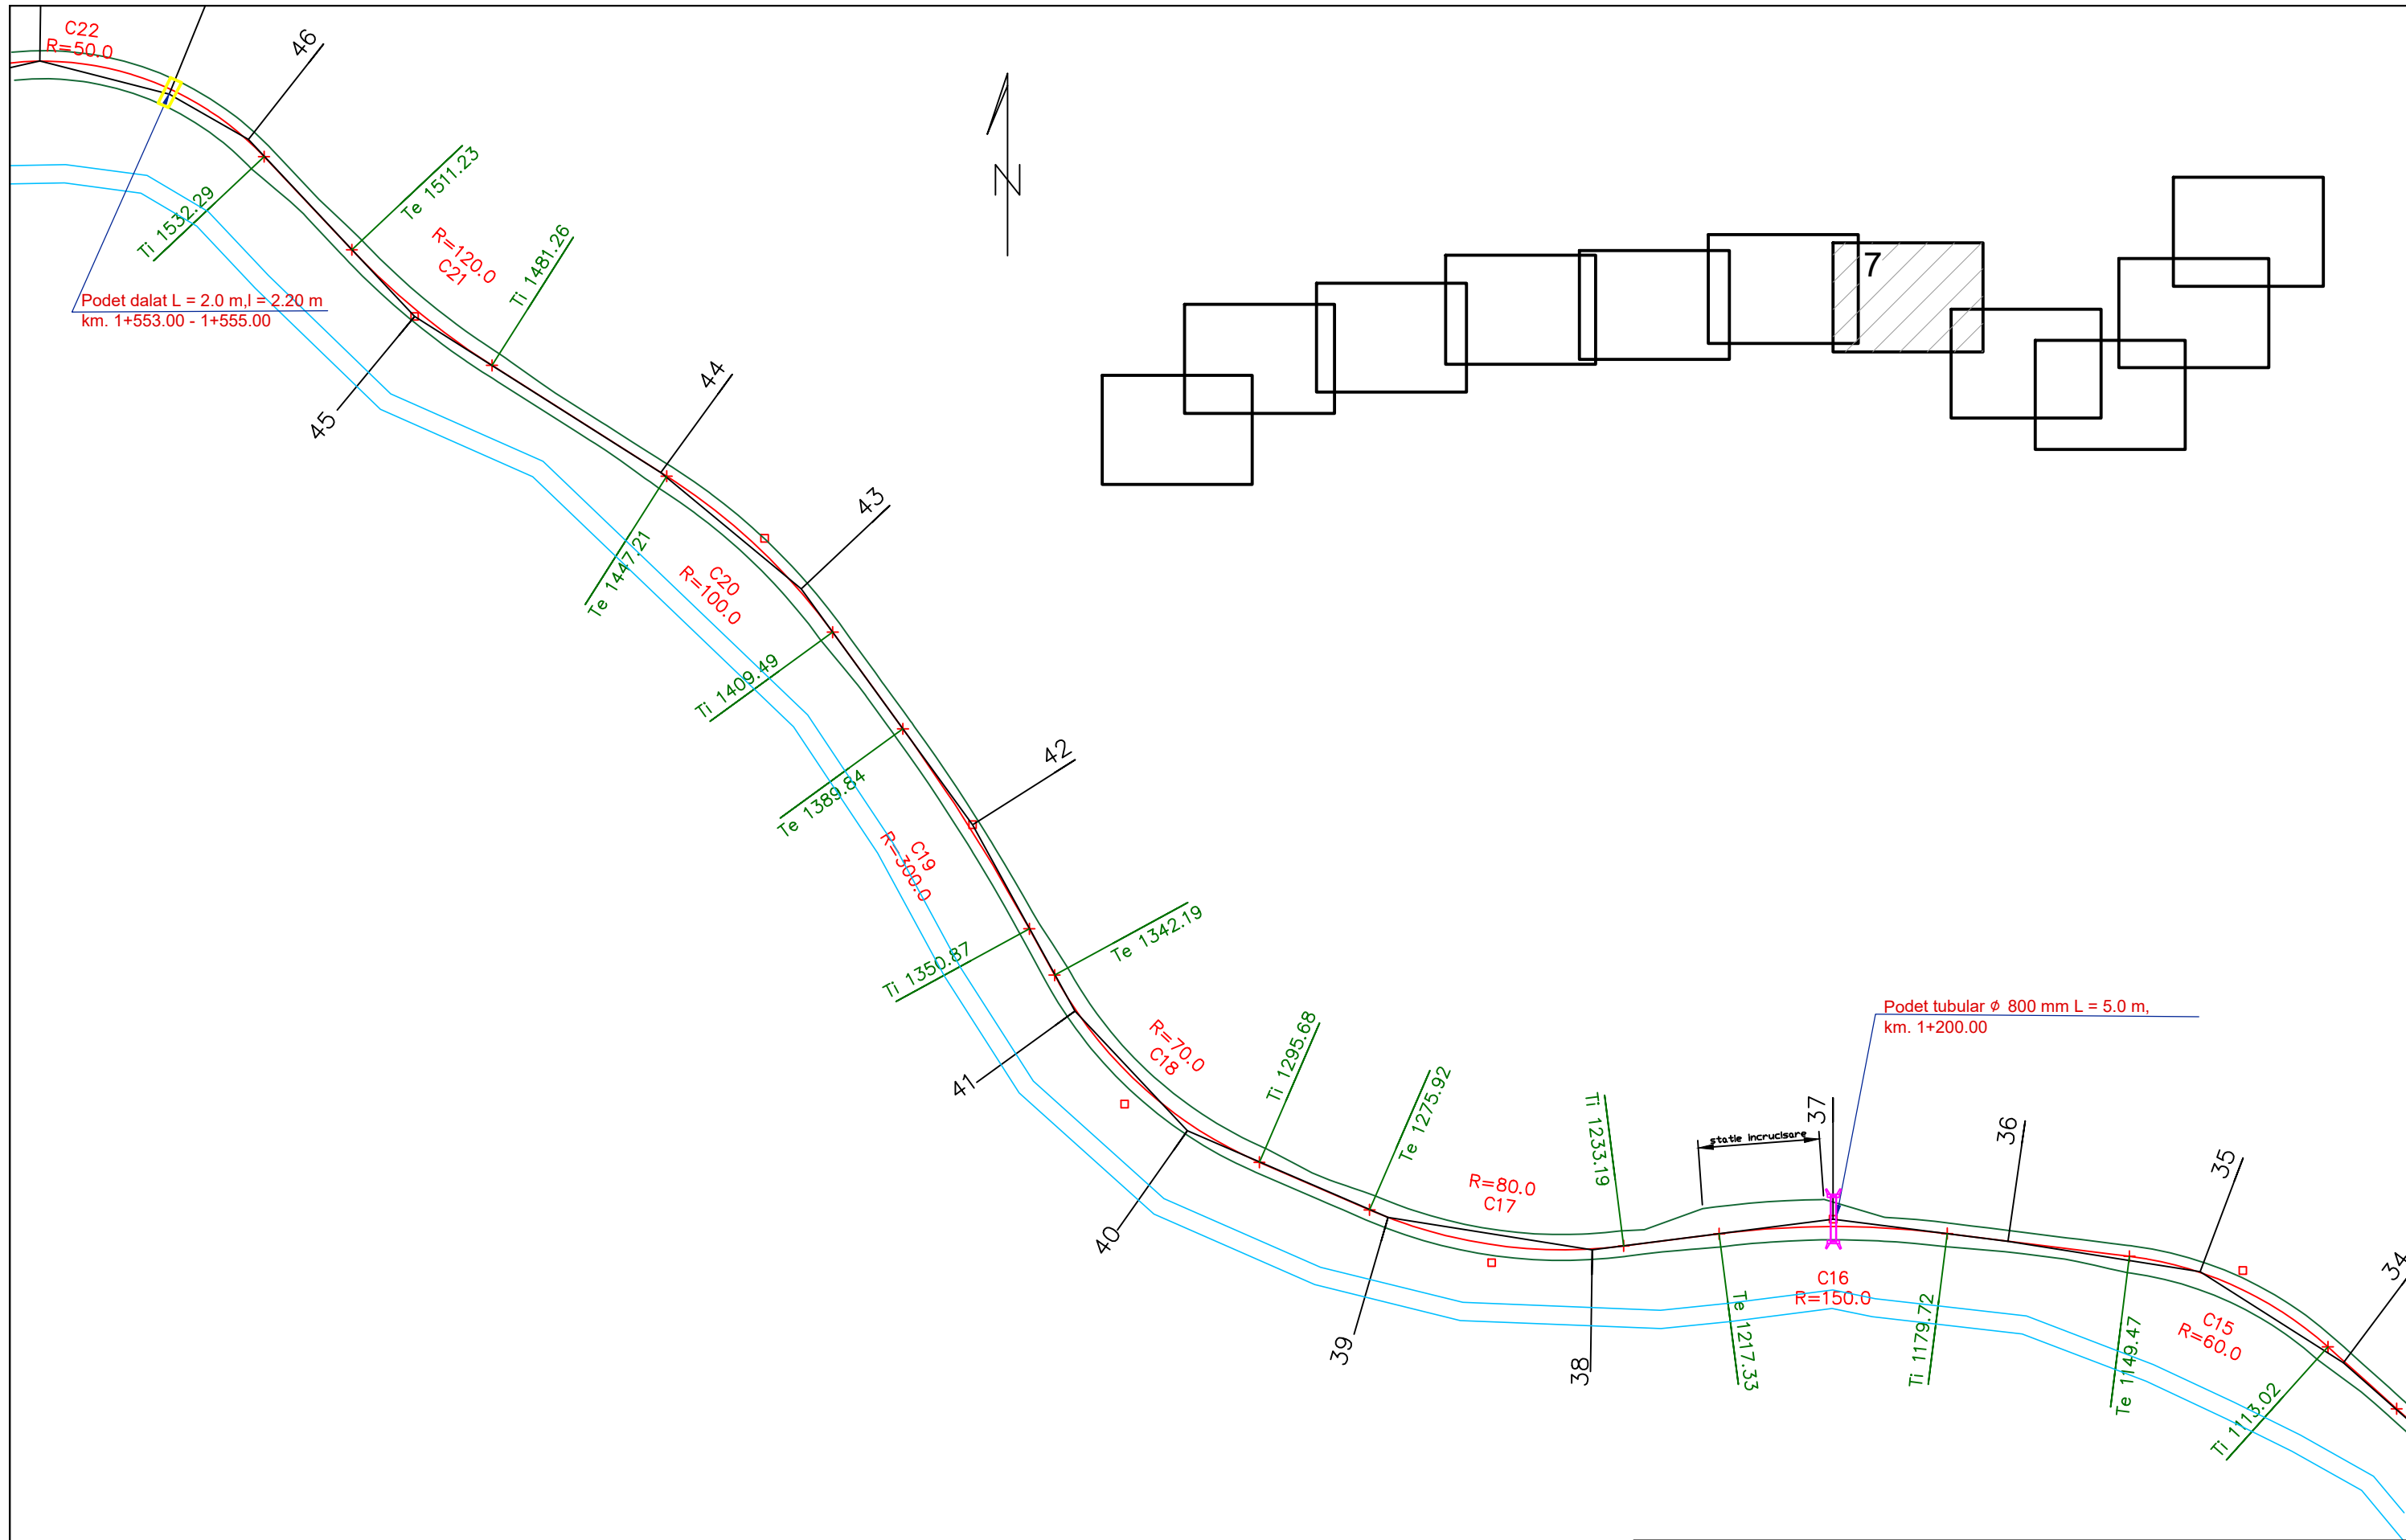 C22
R=50.0
46
Te 1511.23
Ti 1532.29
R=120.0
C21
Ti 1481.26
N
7
Podet dalat L = 2.0 m,l = 2.20 m
km. 1+553.00 - 1+555.00
45
44
43
Te 1447.21
C20
R=100.0
Ti 1409.49
42
Te 1389.84
C19
R=300.0
Te 1342.19
Ti 1350.87
R=70.0
C18
41
Ti 1295.68
Te 1275.92
40
R=80.0
C17
Ti 1233.19
statie incrucisare
37
Podet tubular ϕ 800 mm L = 5.0 m,
km. 1+200.00
36
35
34
39
38
C16
R=150.0
Te 1217.33
Ti 1179.72
Te 1149.47
C15
R=60.0
Ti 1113.02